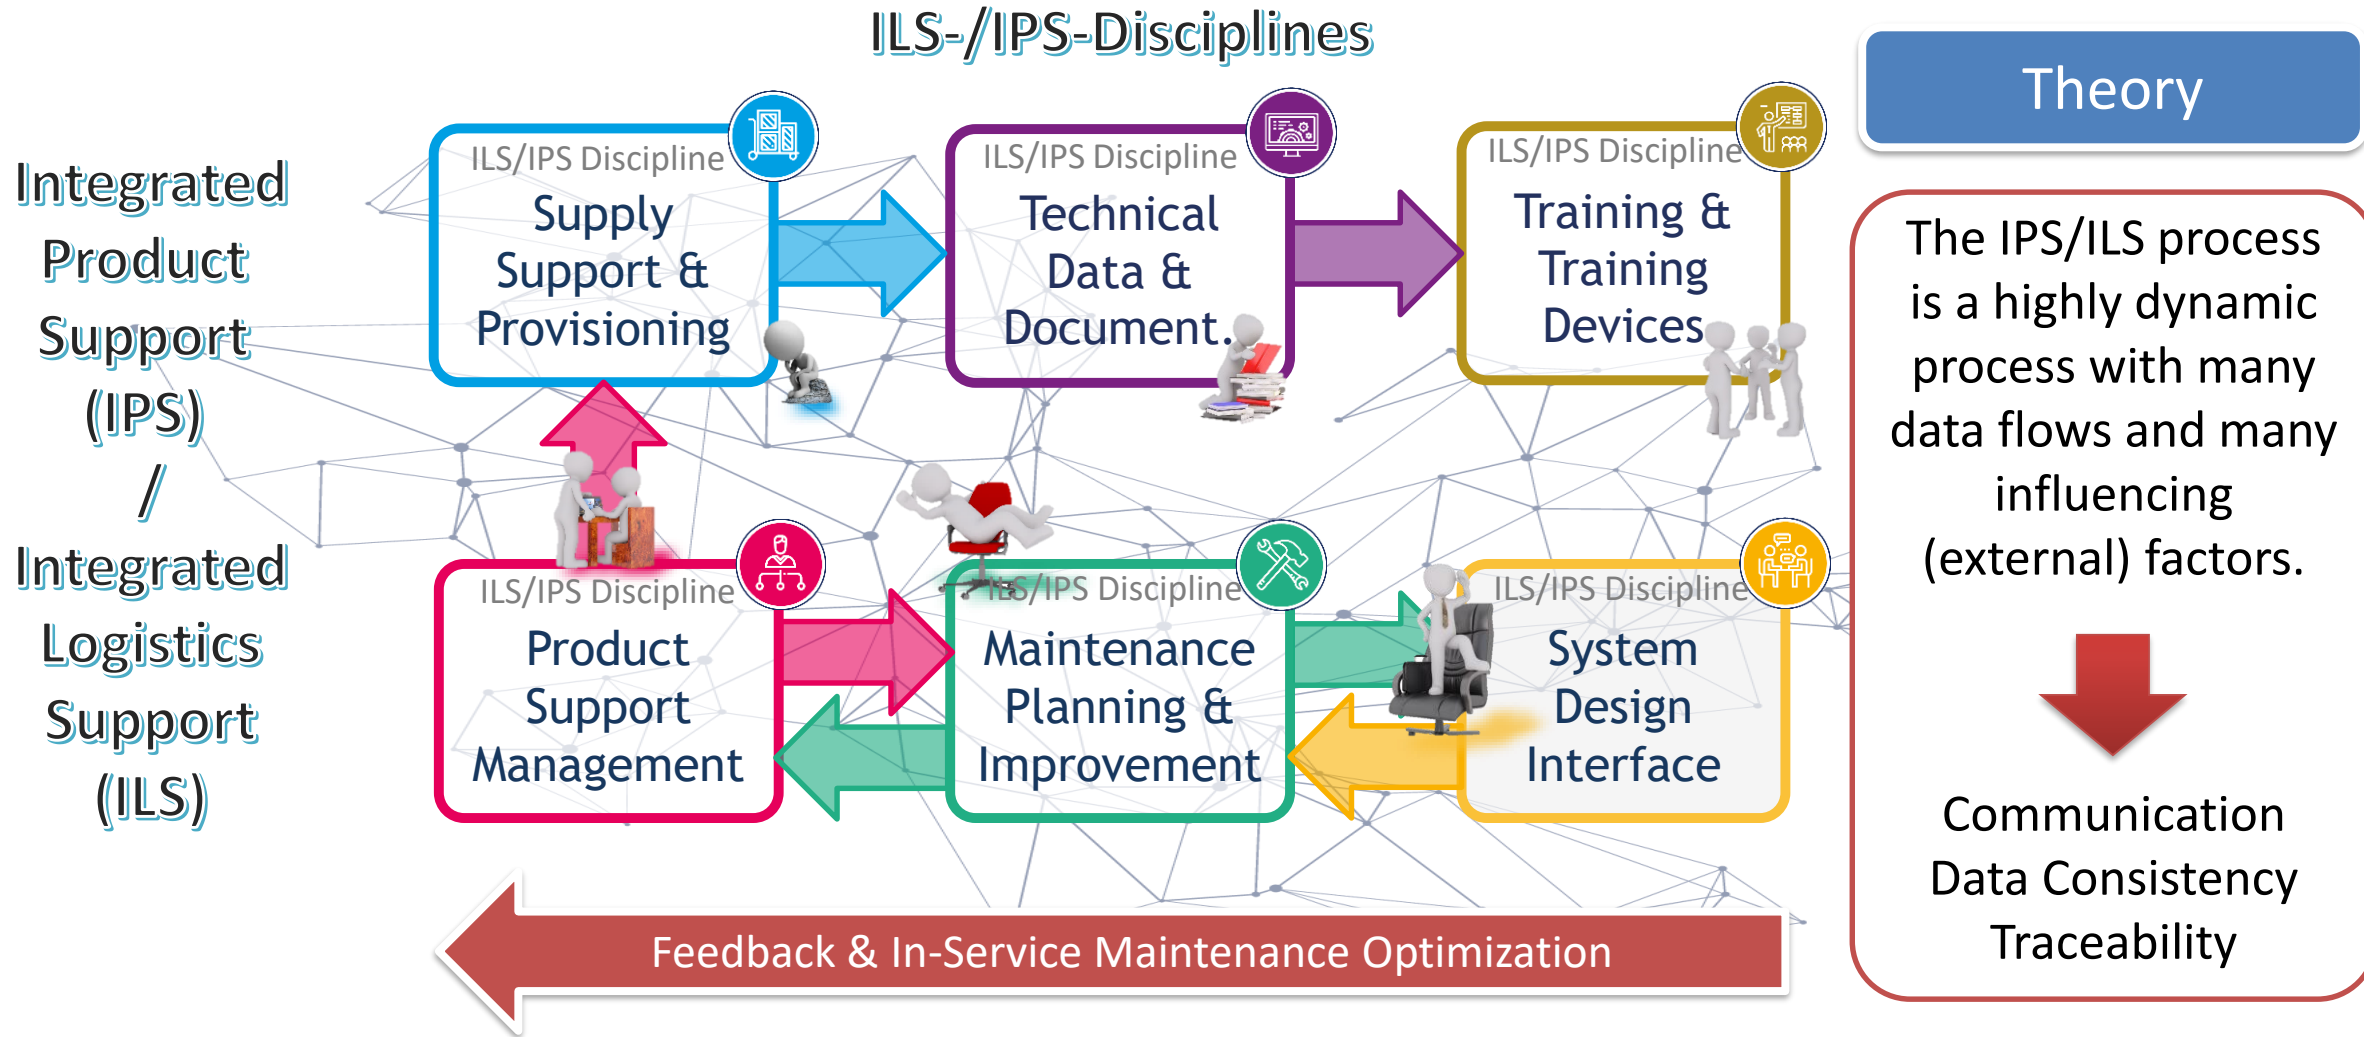 ILS-/IPS-Disciplines
Integrated
Product
Support
(IPS)
/
Integrated
Logistics
Support
(ILS)
ILS/IPS Discipline
Supply
Support &
Provisioning
ILS/IPS Discipline
Technical
Data &
Document.
ILS/IPS Discipline
Training &
Training
Devices
ILS/IPS Discipline
Product
Support
Management
ILS/IPS Discipline
Maintenance
Planning &
Improvement
ILS/IPS Discipline
System
Design
Interface
Feedback & In-Service Maintenance Optimization
Theory
The IPS/ILS process
is a highly dynamic
process with many
data flows and many
influencing
(external) factors.
Communication
Data Consistency
Traceability